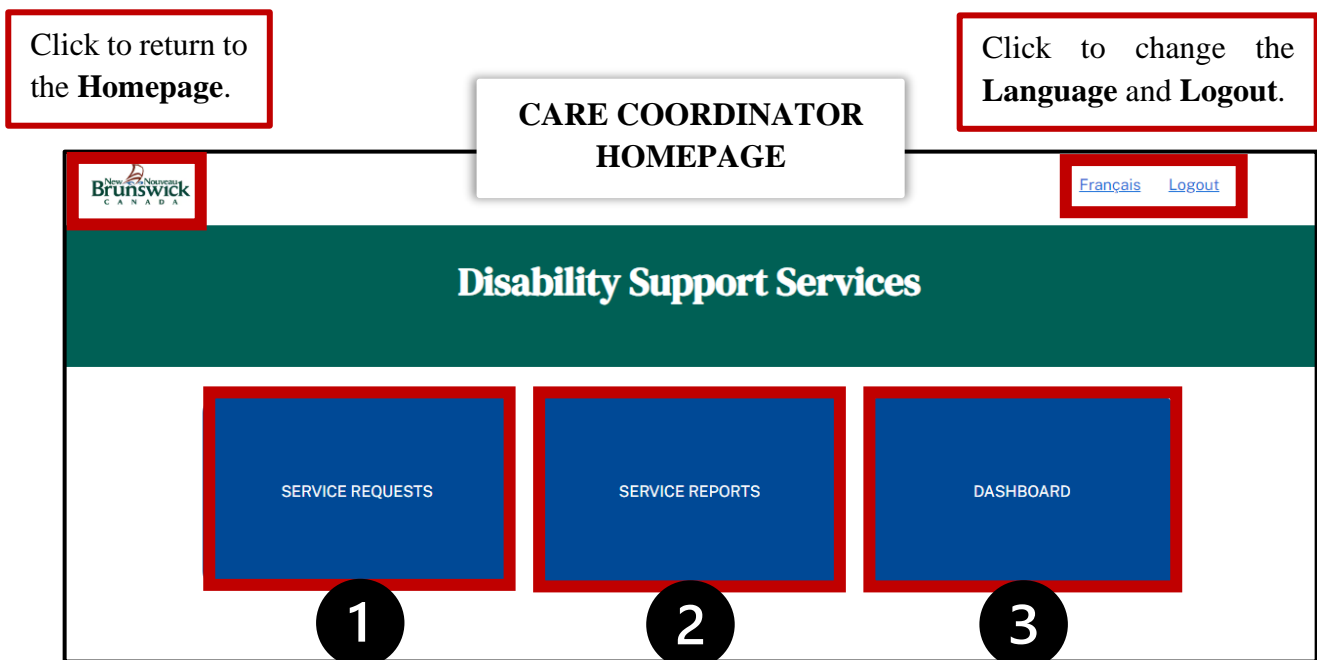 Click to return to
the Homepage.
Click to change the
Language and Logout.
CARE COORDINATOR
HOMEPAGE
New Nouveau
Brunswick
CANADA
Français Logout
Disability Support Services
SERVICE REQUESTS
SERVICE REPORTS
DASHBOARD
1
2
3